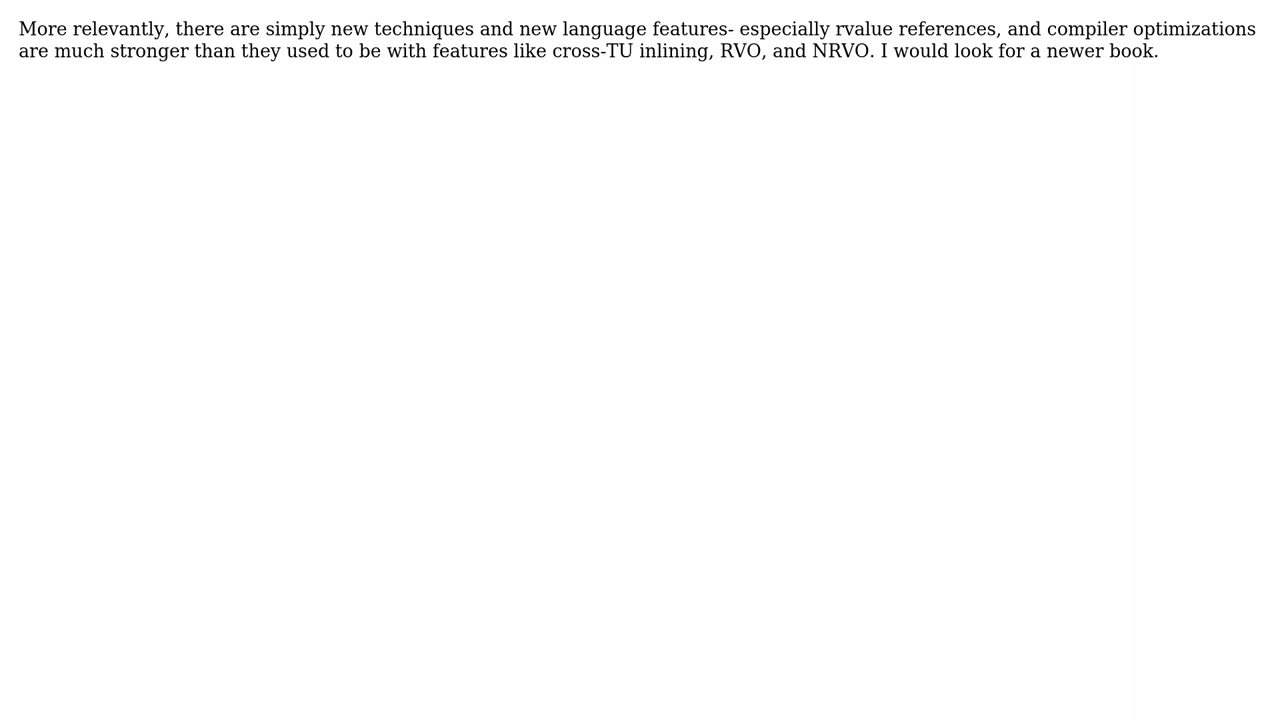 More relevantly, there are simply new techniques and new language features- especially rvalue references, and compiler optimizations
are much stronger than they used to be with features like cross-TU inlining, RVO, and NRVO. I would look for a newer book.